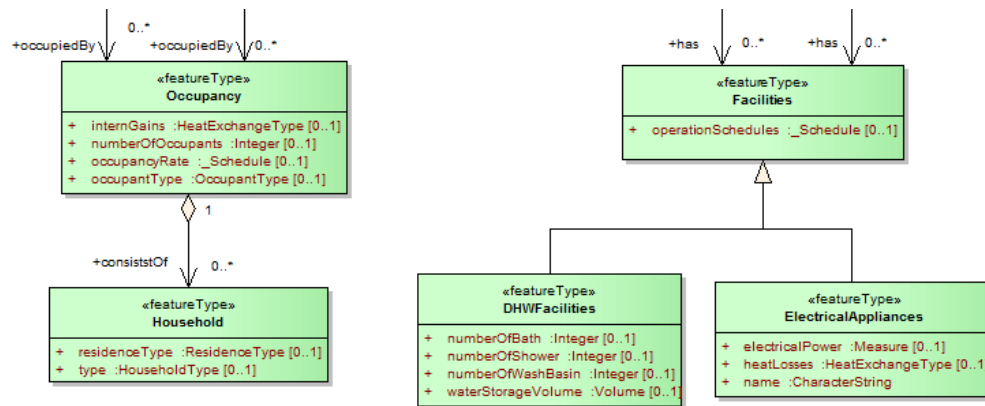 +occupiedBy
0..*
+occupiedBy
0..*
«featureType»
Occupancy
+ internGains :HeatExchangeType [0..1]
+ numberOfOccupants :Integer [0..1]
+ occupancyRate :_Schedule [0..1]
+ occupantType :OccupantType [0..1]
1
+consiststOf
0..*
«featureType»
Household
+ residenceType :ResidenceType [0..1]
+ type :HouseholdType [0..1]
+has
0..*
+has
0..*
«featureType»
Facilities
+ operationSchedules :_Schedule [0..1]
«featureType»
DHWFacilities
+ numberOfBath :Integer [0..1]
+ numberOfShower :Integer [0..1]
+ numberOfWashBasin :Integer [0..1]
+ waterStorageVolume :Volume [0..1]
«featureType»
ElectricalAppliances
+ electricalPower :Measure [0..1]
+ heatLosses :HeatExchangeType [0..1]
+ name :CharacterString